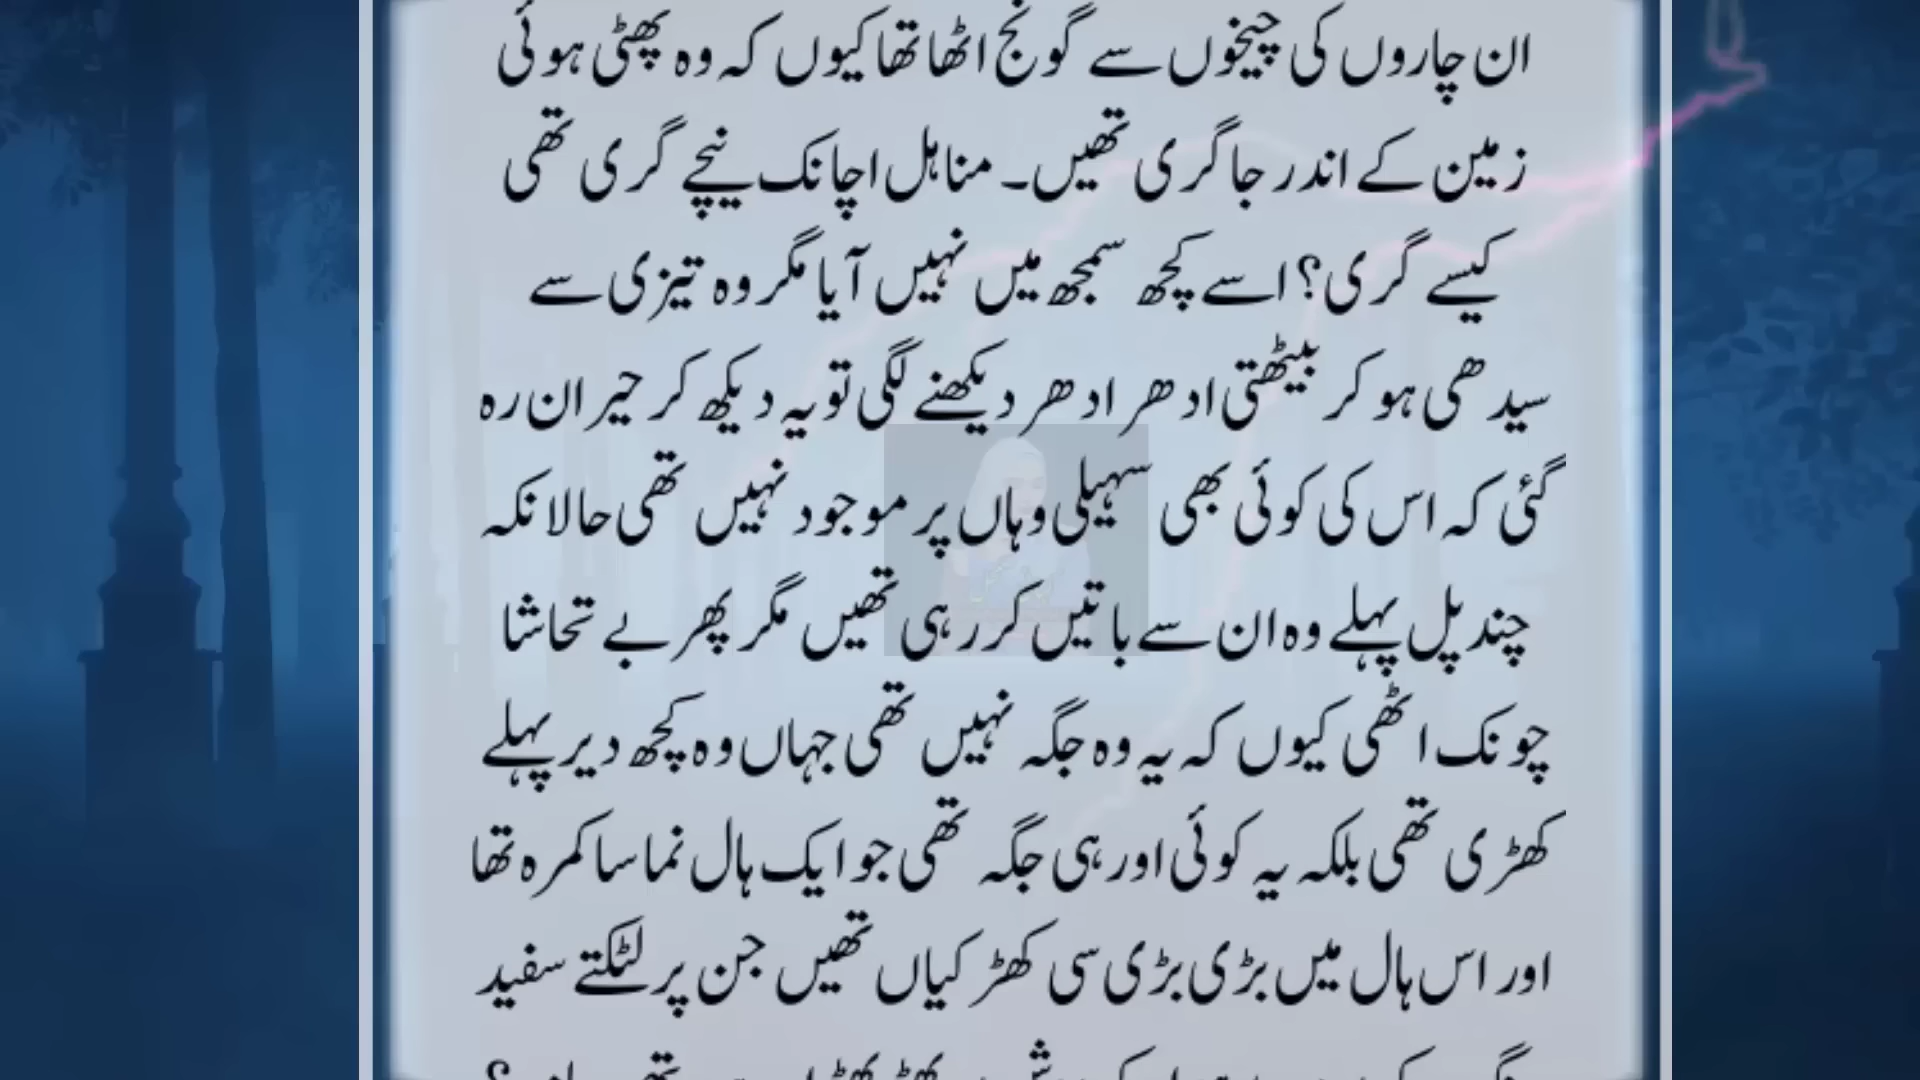 ان چاروں کی چیخوں سے گونج اٹھا تھا کیوں کہ وہ پھٹی ہوئی
زمین کے اندر جا گری تھیں۔ مناہل اچانک نیچے گری تھی
کیسے گری؟ اسے کچھ سمجھ میں نہیں آیا مگر وہ تیزی سے
سیدھی ہو کر بیٹھتی ادھر ادھر دیکھنے لگی تو یہ دیکھ کر حیران رہ
گئی کہ اس کی کوئی بھی سہیلی وہاں پر موجود نہیں تھی حالانکہ
چند پل پہلے وہ ان سے باتیں کر رہی تھیں مگر پھر بے تحاشا
چونک اٹھی کیوں کہ یہ وہ جگہ نہیں تھی جہاں وہ کچھ دیر پہلے
کھڑی تھی بلکہ یہ کوئی اور ہی جگہ تھی جو ایک ہال نما سا کمرہ تھا
اور اس ہال میں بڑی بڑی سی کھڑکیاں تھیں جن پر لٹکتے سفید